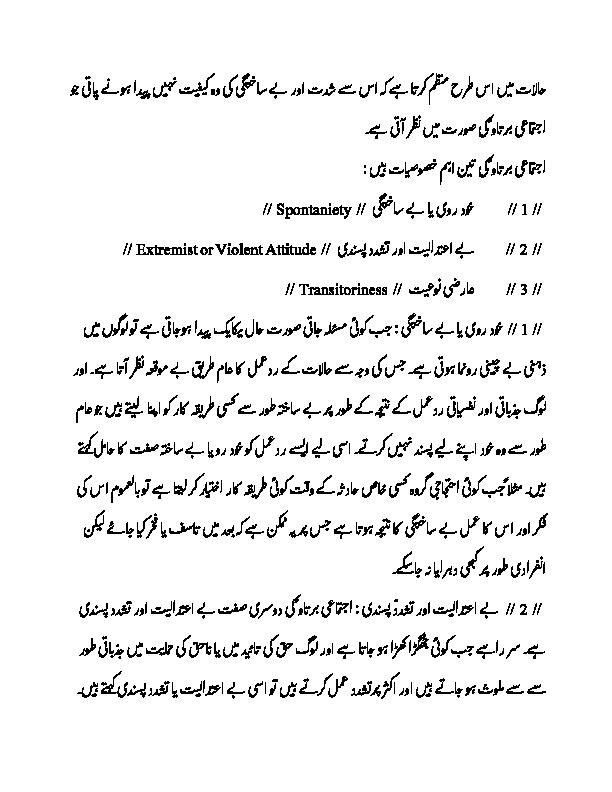 حالات میں اس طرح منظم کرتا ہے کہ اس سے شدت اور بے ساختگی کی وہ کیفیت نہیں پیدا ہونے پاتی جو
اجتماعی برتاوٗ کی صورت میں نظر آتی ہے۔
اجتماعی برتاوٗ کی تین اہم خصوصیات ہیں :
// 1 // خود روی یا بے ساختگی // Spontaniety //
// 2 // بے اعتدالیت اور تشدد پسندی // Extremist or Violent Attitude //
// 3 // عارضی نوعیت // Transitoriness //
// 1 // خود روی یا بے ساختگی : جب کوئی مسئلہ جاتی صورت حال یکایک پیدا ہو جاتی ہے تو لوگوں میں
ذہنی بے چینی رونما ہوتی ہے۔ جس کی وجہ سے حالات کے رد عمل کا عام طریق بے موقعہ نظر آتا ہے۔ اور
لوگ جذباتی اور نفسیاتی رد عمل کے نتیجہ کے طور پر بے ساختہ طور سے کسی طریقہ کار کو اپنا لیتے ہیں جو عام
طور سے وہ خود اپنے لیے پسند نہیں کرتے۔ اسی لیے ایسے رد عمل کو خود رو یا بے ساختہ صفت کا حامل کہتے
ہیں۔ مثلاً جب کوئی احتجاجی گروہ کسی خاص حادثہ کے وقت کوئی طریقہ کار اختیار کر لیتا ہے تو بالعموم اس کی
فکر اور اس کا عمل بے ساختگی کا نتیجہ ہوتا ہے جس پر یہ ممکن ہے کہ بعد میں تاسف یا فخر کیا جائے لیکن
انفرادی طور پر کبھی دہرایا نہ جاسکے۔
// 2 // بے اعتدالیت اور تشدّد پسندی : اجتماعی برتاوٗ کی دوسری صفت بے اعتدالیت اور تشدد پسندی
ہے۔ سر راہے جب کوئی جھگڑا کھڑا ہو جاتا ہے اور لوگ حق کی تائید میں یا ناحق کی حمایت میں جذباتی طور
سے سے ملوث ہو جاتے ہیں اور اکثر پر تشدد عمل کرتے ہیں تو اسی بے اعتدالیت یا تشدد پسندی کہتے ہیں۔